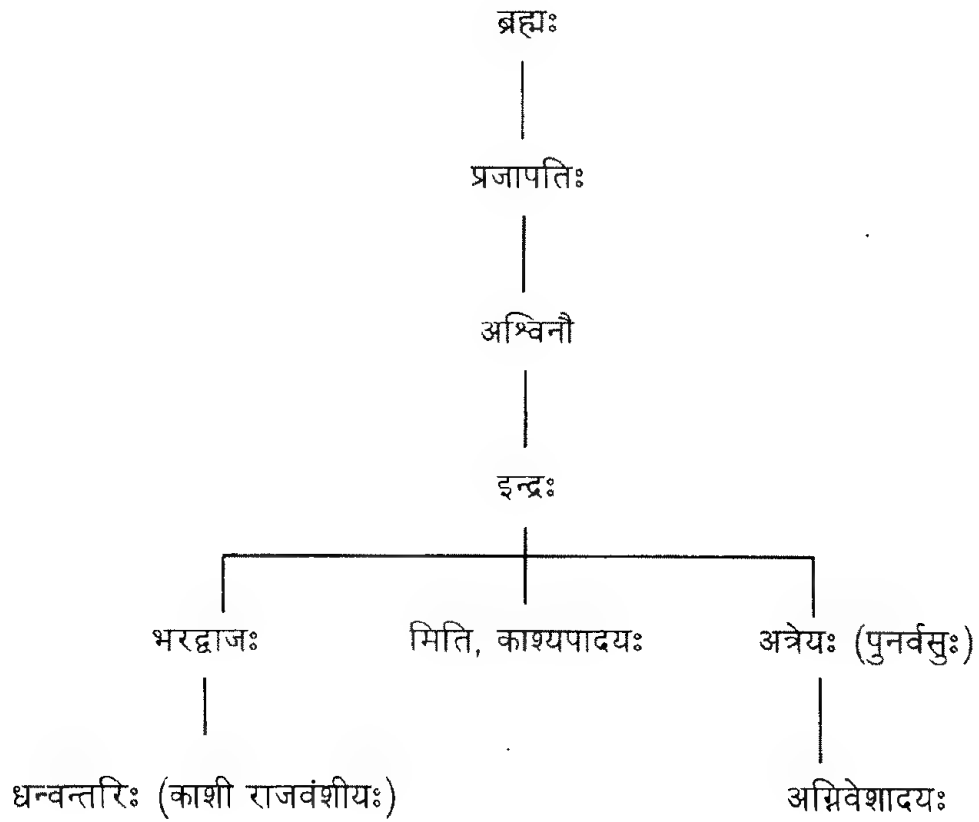 ब्रह्मः
प्रजापतिः
अश्विनौ
इन्द्रः
भरद्वाजः मिति, काश्यपादयः अत्रेयः (पुनर्वसुः)
धन्वन्तरिः (काशी राजवंशीयः) अग्निवेशादयः